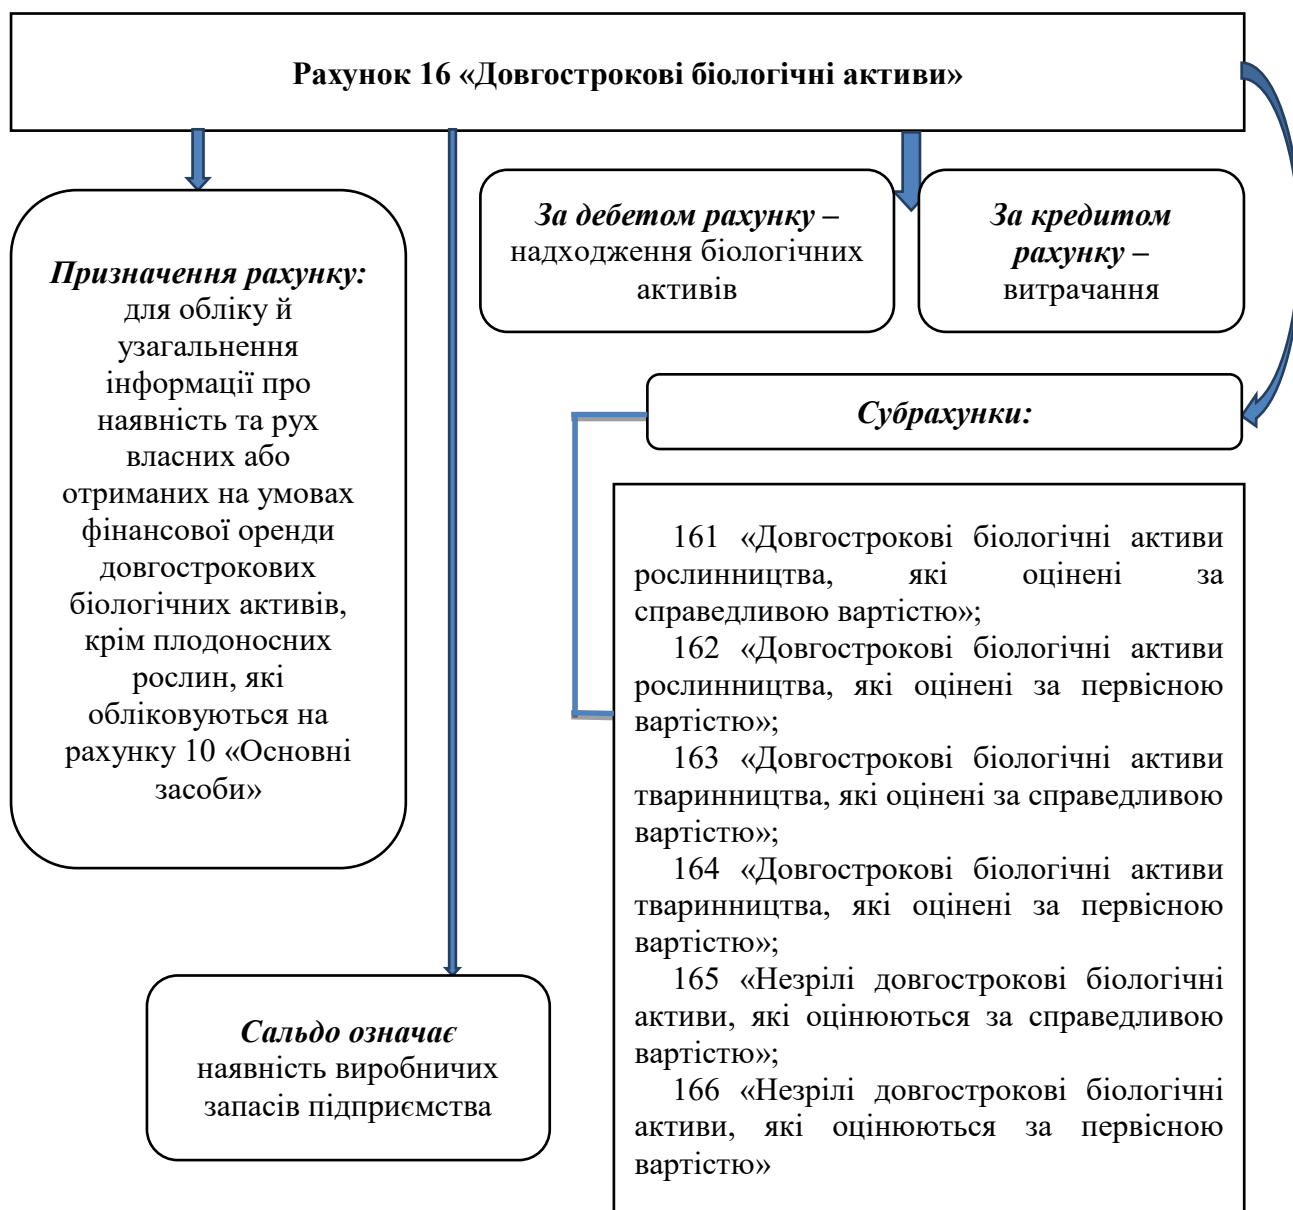 Рахунок 16 «Довгострокові біологічні активи»
Призначення рахунку:
для обліку й
узагальнення
інформації про
наявність та рух
власних або
отриманих на умовах
фінансової оренди
довгострокових
біологічних активів,
крім плодоносних
рослин, які
обліковуються на
рахунку 10 «Основні
засоби»
За дебетом рахунку –
надходження біологічних
активів
За кредитом
рахунку –
витрачання
Субрахунки:
161 «Довгострокові біологічні активи
рослинництва, які оцінені за
справедливою вартістю»;
162 «Довгострокові біологічні активи
рослинництва, які оцінені за первісною
вартістю»;
163 «Довгострокові біологічні активи
тваринництва, які оцінені за справедливою
вартістю»;
164 «Довгострокові біологічні активи
тваринництва, які оцінені за первісною
вартістю»;
165 «Незрілі довгострокові біологічні
активи, які оцінюються за справедливою
вартістю»;
166 «Незрілі довгострокові біологічні
активи, які оцінюються за первісною
вартістю»
Сальдо означає
наявність виробничих
запасів підприємства